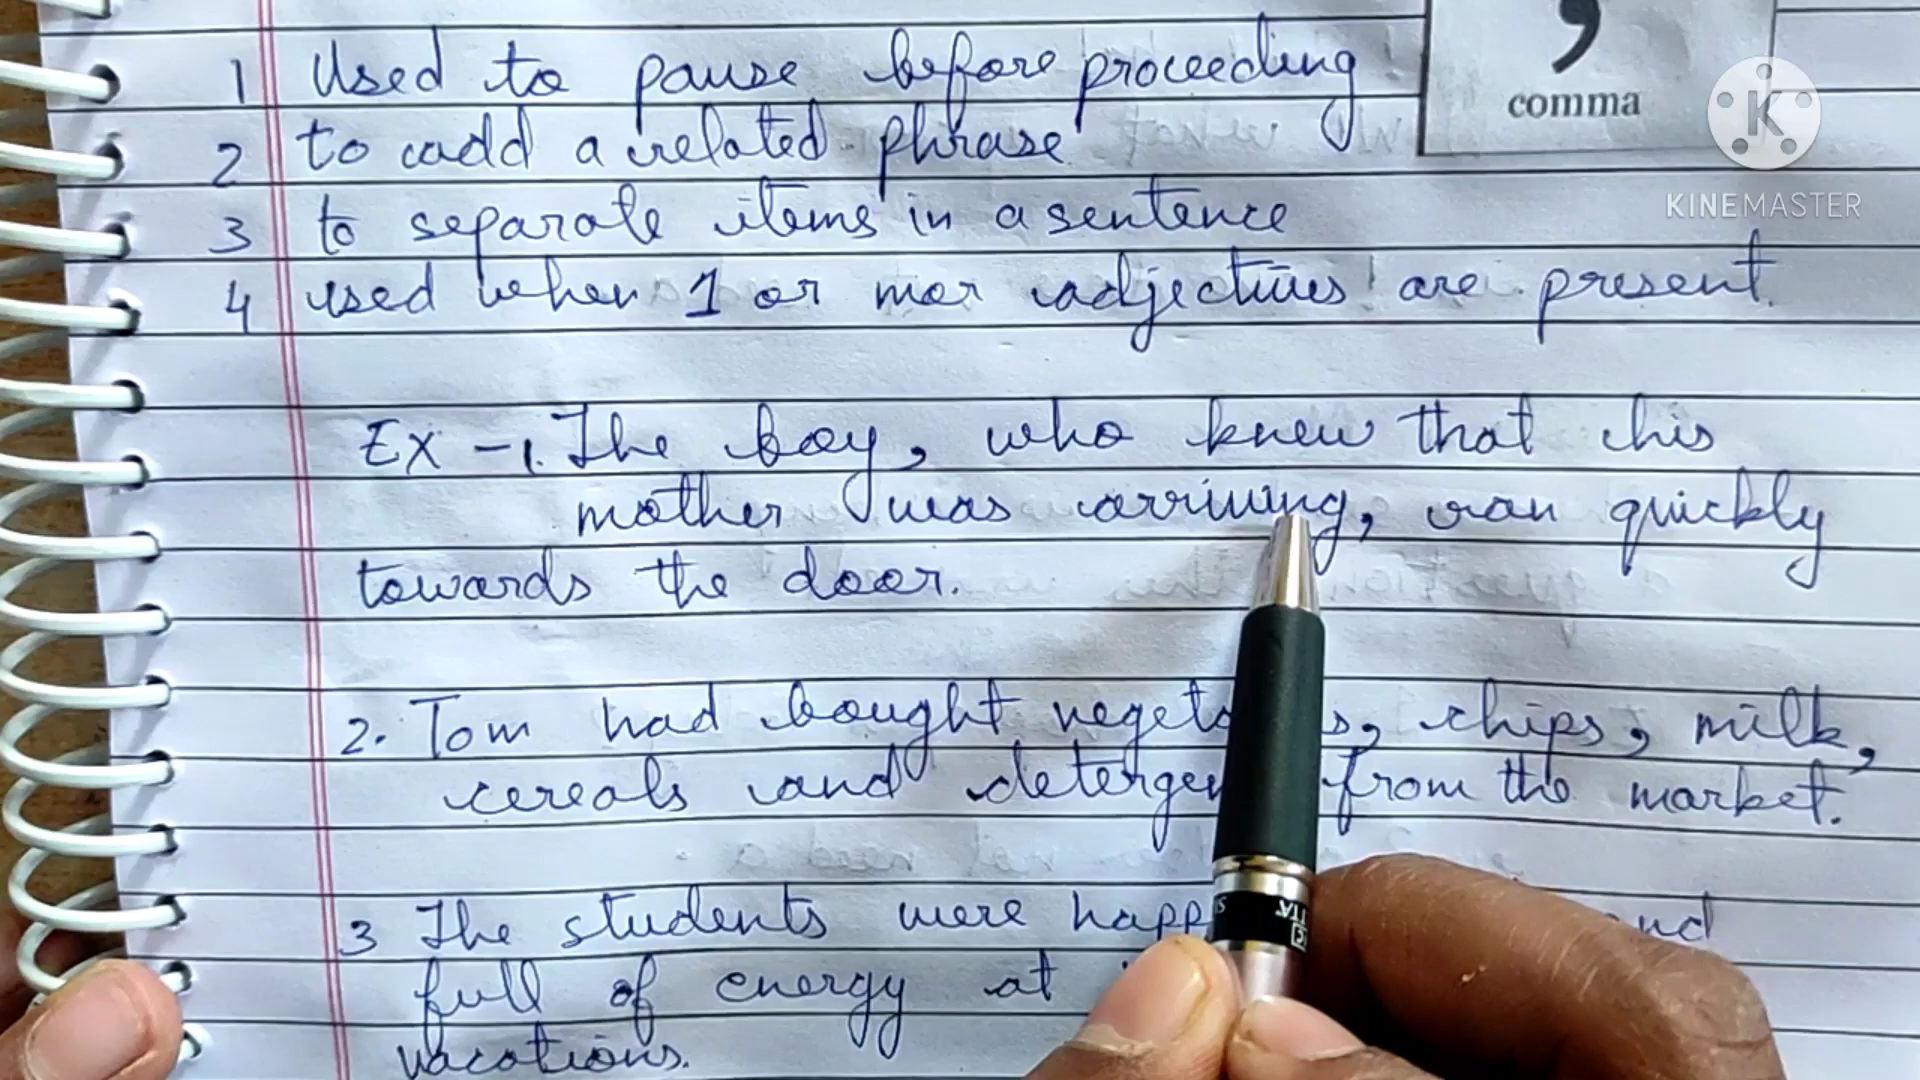 1 Used to pause before proceeding
comma
KINEMASTER
2 to add a related phrase
3 to separate items in a sentence
4 used when 1 or mor adjectives are present.
Ex -1. The boy, who knew that his
mother was arriving, ran quickly
towards the door.
2. Tom had bought vegeta s, chips, milk,
cereals and deterge from the market.
3 The students were happ nd
full of energy at
vacations.